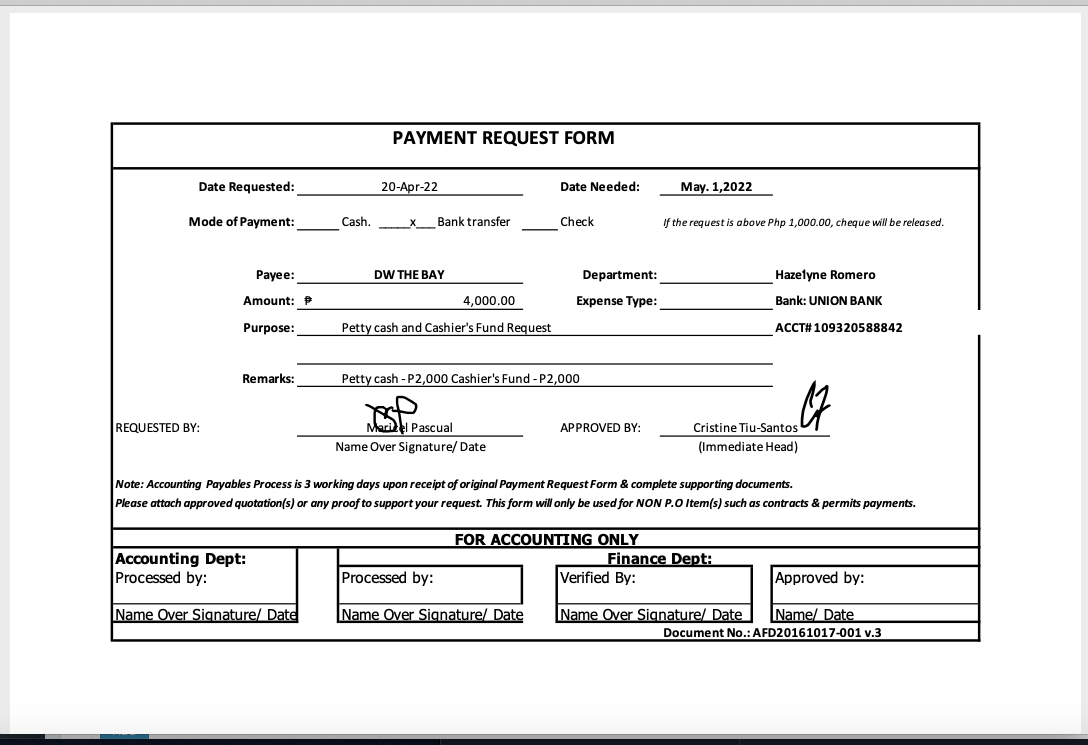 PAYMENT REQUEST FORM
Date Requested: 20-Apr-22 Date Needed: May. 1,2022
Mode of Payment: ______ Cash. _____x___ Bank transfer _____ Check If the request is above Php 1,000.00, cheque will be released.
Payee: DW THE BAY Department: Hazelyne Romero
Amount: ₱ 4,000.00 Expense Type: Bank: UNION BANK
Purpose: Petty cash and Cashier's Fund Request ACCT# 109320588842
Remarks: Petty cash - P2,000 Cashier's Fund - P2,000
REQUESTED BY: Maricel Pascual APPROVED BY: Cristine Tiu-Santos
Name Over Signature/ Date (Immediate Head)
Note: Accounting Payables Process is 3 working days upon receipt of original Payment Request Form & complete supporting documents.
Please attach approved quotation(s) or any proof to support your request. This form will only be used for NON P.O Item(s) such as contracts & permits payments.
FOR ACCOUNTING ONLY
Accounting Dept: Finance Dept:
Processed by: Processed by: Verified By: Approved by:
Name Over Signature/ Date Name Over Signature/ Date Name Over Signature/ Date Name/ Date
Document No.: AFD20161017-001 v.3